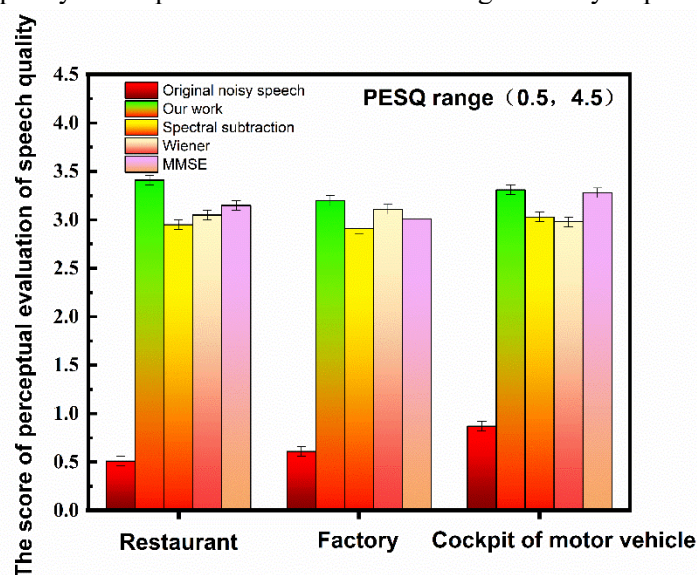 The score of perceptual evaluation of speech quality
4.5
4.0
3.5
3.0
2.5
2.0
1.5
1.0
0.5
0.0
Original noisy speech
Our work
Spectral subtraction
Wiener
MMSE
PESQ range（0.5，4.5）
Restaurant
Factory
Cockpit of motor vehicle